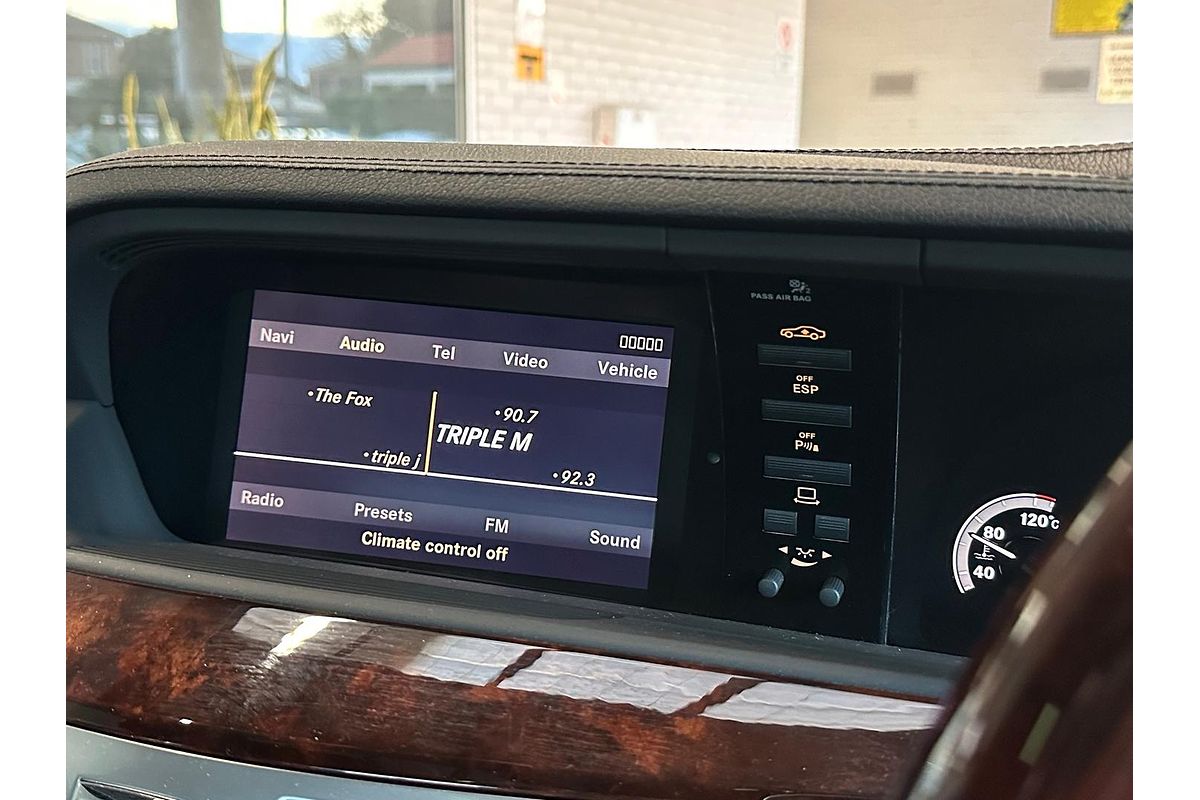 PASS AIR BAG
Navi Audio Tel Video Vehicle
The Fox
90.7
TRIPLE M
triple j
92.3
Radio Presets FM Sound
Climate control off
OFF
ESP
OFF
P
120°C
80
40